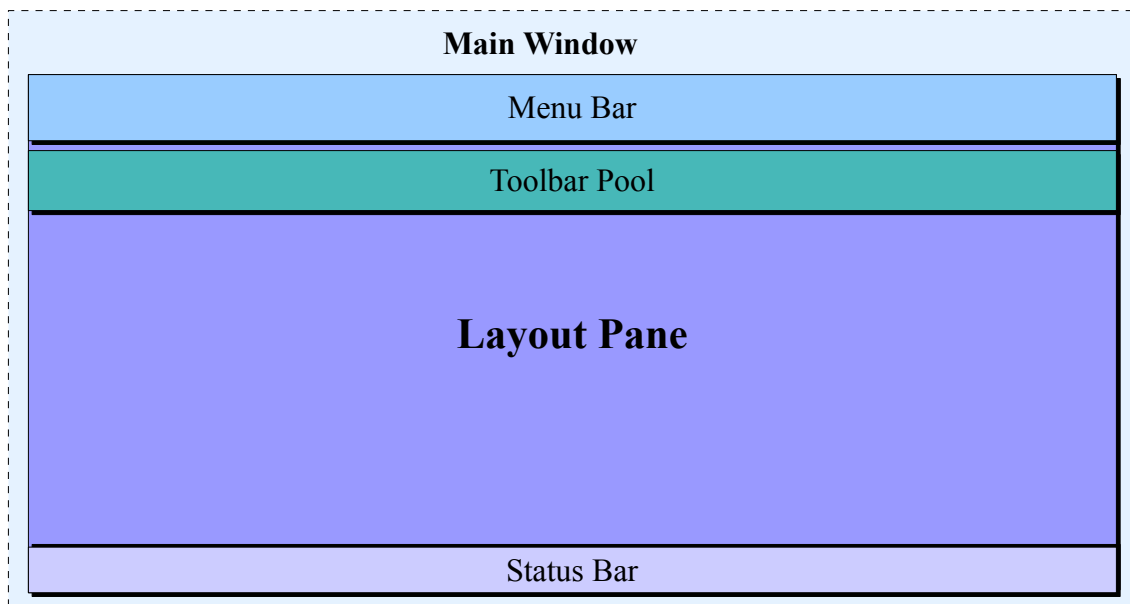 Main Window
Menu Bar
Toolbar Pool
Layout Pane
Status Bar